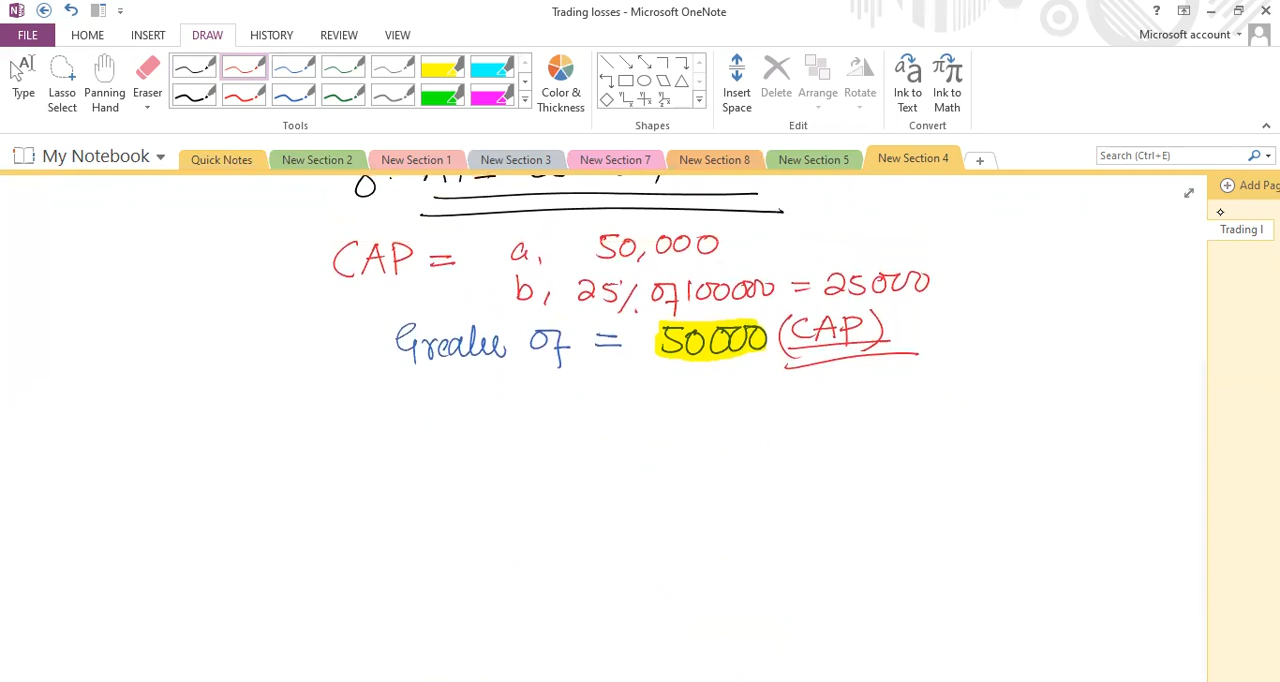 Trading losses - Microsoft OneNote
?
FILE HOME INSERT DRAW HISTORY REVIEW VIEW
Microsoft account
Type
Lasso Select
Panning Hand
Eraser
Color & Thickness
Insert Space
Delete
Arrange
Rotate
Ink to Text
Ink to Math
Tools
Shapes
Edit
Convert
My Notebook
Quick Notes New Section 2 New Section 1 New Section 3 New Section 7 New Section 8 New Section 5 New Section 4
Search (Ctrl+E)
Add Pag
Trading l
CAP = a, 50,000
b, 25% of 100000 = 25000
Greater of = 50000 (CAP)